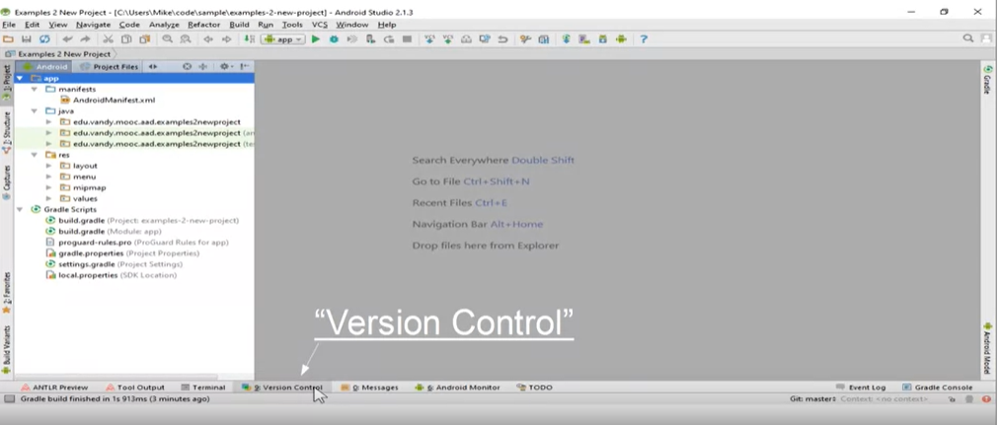 Examples 2 New Project - [C:\Users\Mike\code\sample\examples-2-new-project] - Android Studio 2.1.3
File Edit View Navigate Code Analyze Refactor Build Run Tools VCS Window Help
app
Examples 2 New Project
1: Project
Android Project Files
app
manifests
AndroidManifest.xml
java
edu.vandy.mooc.aad.examples2newproject
edu.vandy.mooc.aad.examples2newproject (an
edu.vandy.mooc.aad.examples2newproject (te
res
layout
menu
mipmap
values
Gradle Scripts
build.gradle (Project: examples-2-new-project)
build.gradle (Module: app)
proguard-rules.pro (ProGuard Rules for app)
gradle.properties (Project Properties)
settings.gradle (Project Settings)
local.properties (SDK Location)
Z: Structure
Captures
2: Favorites
Build Variants
Search Everywhere Double Shift
Go to File Ctrl+Shift+N
Recent Files Ctrl+E
Navigation Bar Alt+Home
Drop files here from Explorer
“Version Control”
Gradle
Android Model
ANTLR Preview Tool Output Terminal 9: Version Control 0: Messages 6: Android Monitor TODO Event Log Gradle Console
Gradle build finished in 1s 913ms (3 minutes ago) Git: master Context: <no context>